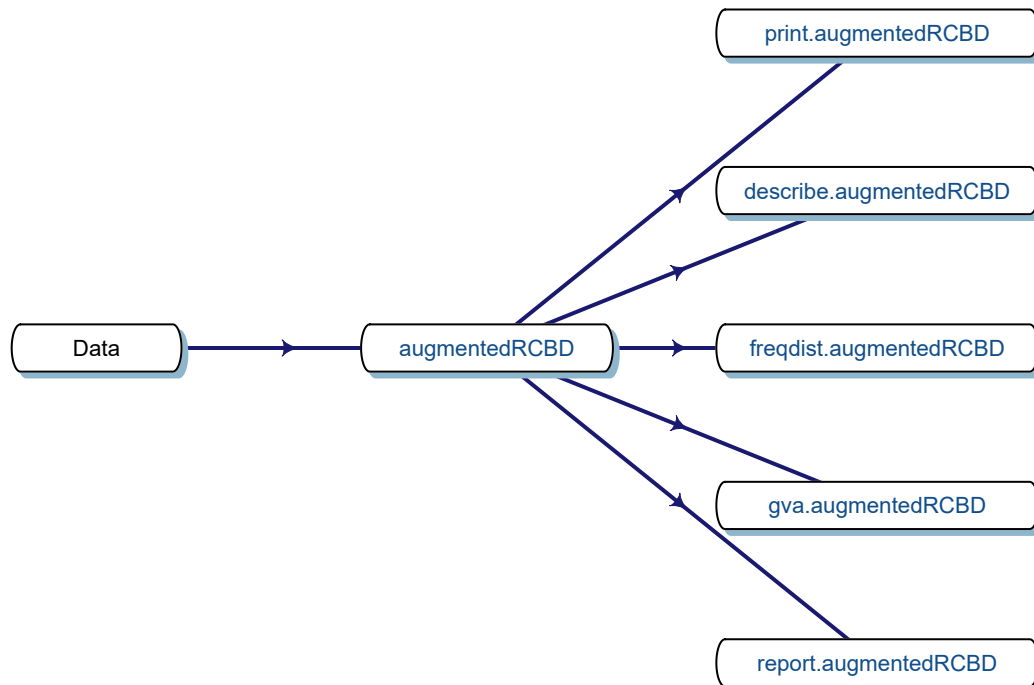 print.augmentedRCBD
describe.augmentedRCBD
Data
augmentedRCBD
freqdist.augmentedRCBD
gva.augmentedRCBD
report.augmentedRCBD